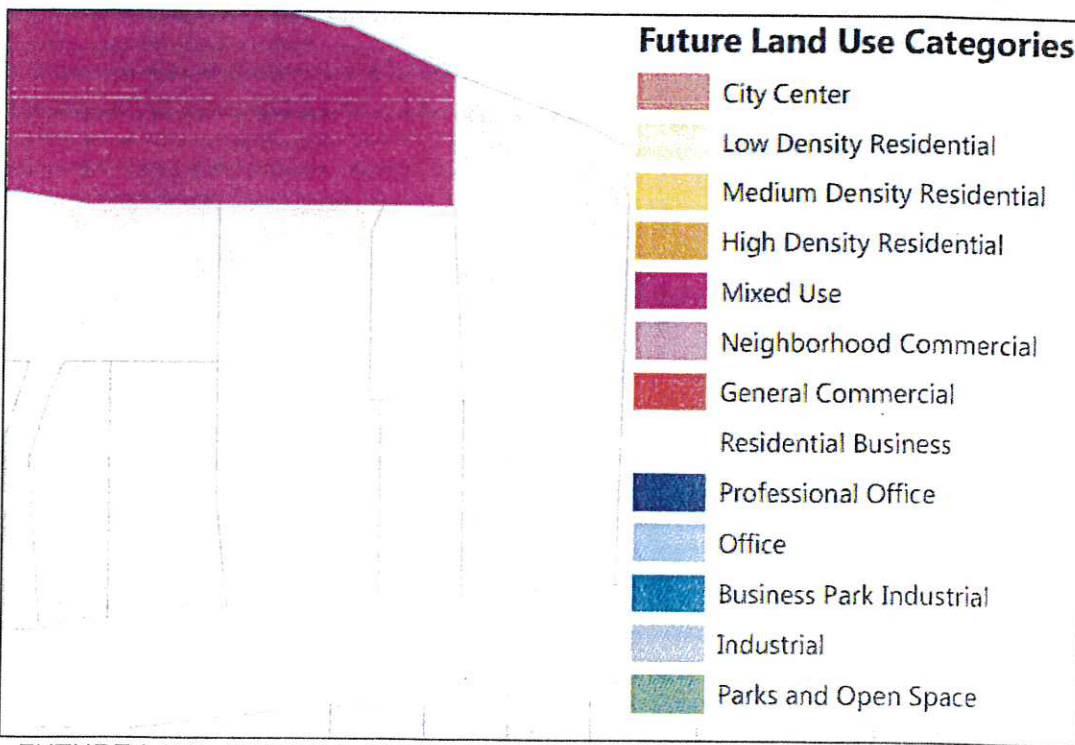 Future Land Use Categories
City Center
Low Density Residential
Medium Density Residential
High Density Residential
Mixed Use
Neighborhood Commercial
General Commercial
Residential Business
Professional Office
Office
Business Park Industrial
Industrial
Parks and Open Space